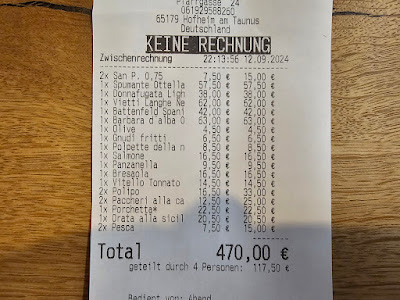 Pfarrgasse 24
061929566260
65179 Hofheim am Taunus
Deutschland
KEINE RECHNUNG
Zwischenrechnung 22:13:56 12.09.2024
2x San P. 0,75 7,50 € 15,00 €
1x Spumante Ottella 57,50 € 57,50 €
1x Donnafugata Ligh 38,00 € 38,00 €
1x Vietti Langhe Ne 62,00 € 62,00 €
1x Battenfeld Spani 42,00 € 42,00 €
1x Barbara d alba 0 63,00 € 63,00 €
1x Olive 4,50 € 4,50 €
1x Gnudi fritti 6,50 € 6,50 €
1x Polpette della n 8,50 € 8,50 €
1x Salmone 16,50 € 16,50 €
1x Panzanella 9,50 € 9,50 €
1x Bresaola 16,50 € 16,50 €
1x Vitello Tonnato 14,50 € 14,50 €
2x Polipo 16,50 € 33,00 €
2x Paccheri alla ca 12,50 € 25,00 €
1x Porchetta* 22,50 € 22,50 €
1x Orata alla sicil 20,50 € 20,50 €
2x Pesca 7,50 € 15,00 €
Total 470,00 €
geteilt durch 4 Personen: 117,50 €
Bedient von: Abend